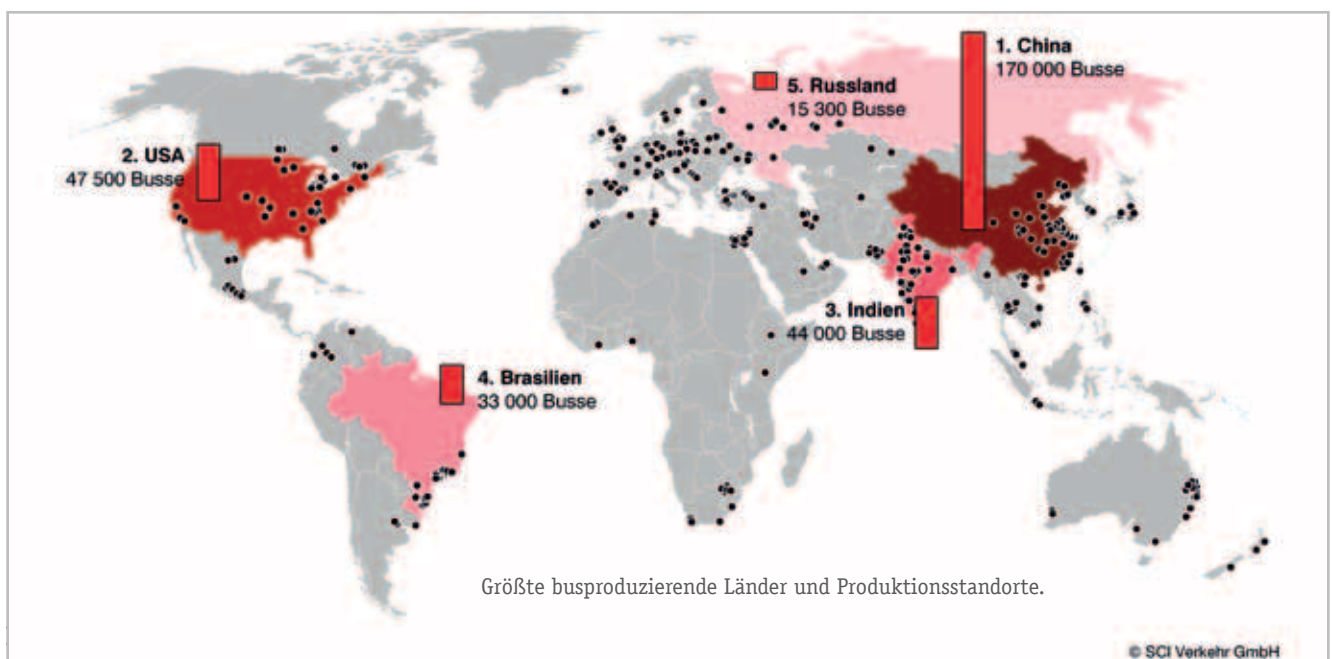 1. China
170 000 Busse
5. Russland
15 300 Busse
2. USA
47 500 Busse
3. Indien
44 000 Busse
4. Brasilien
33 000 Busse
Größte busproduzierende Länder und Produktionsstandorte.
© SCI Verkehr GmbH